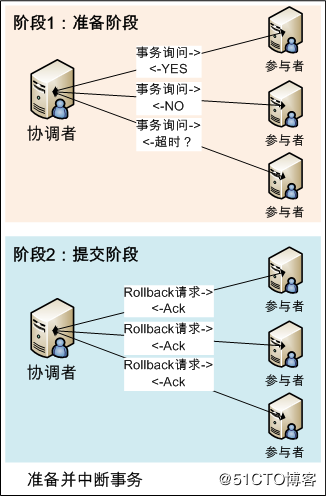 阶段1：准备阶段
事务询问->
<-YES
参与者
事务询问->
<-NO
协调者
参与者
事务询问->
<-超时？
参与者
阶段2：提交阶段
Rollback请求->
<-Ack
参与者
Rollback请求->
<-Ack
协调者
参与者
Rollback请求->
<-Ack
参与者
准备并中断事务
@51CTO博客